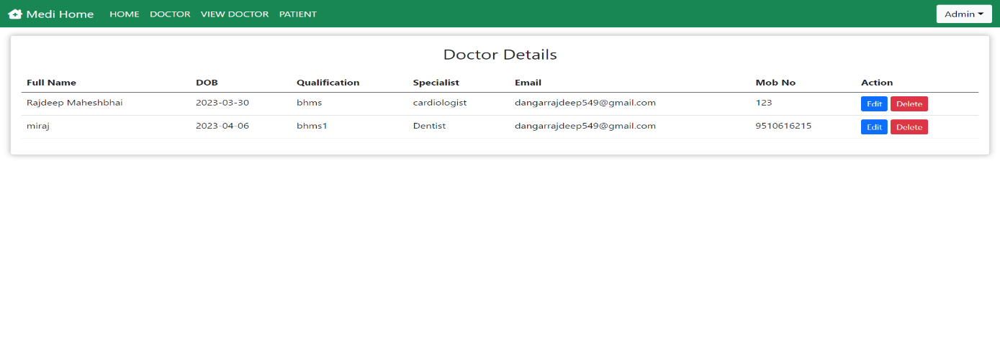 Medi Home HOME DOCTOR VIEW DOCTOR PATIENT Admin
Doctor Details
Full Name DOB Qualification Specialist Email Mob No Action
Rajdeep Maheshbhai 2023-03-30 bhms cardiologist dangarrajdeep549@gmail.com 123 Edit Delete
miraj 2023-04-06 bhms1 Dentist dangarrajdeep549@gmail.com 9510616215 Edit Delete